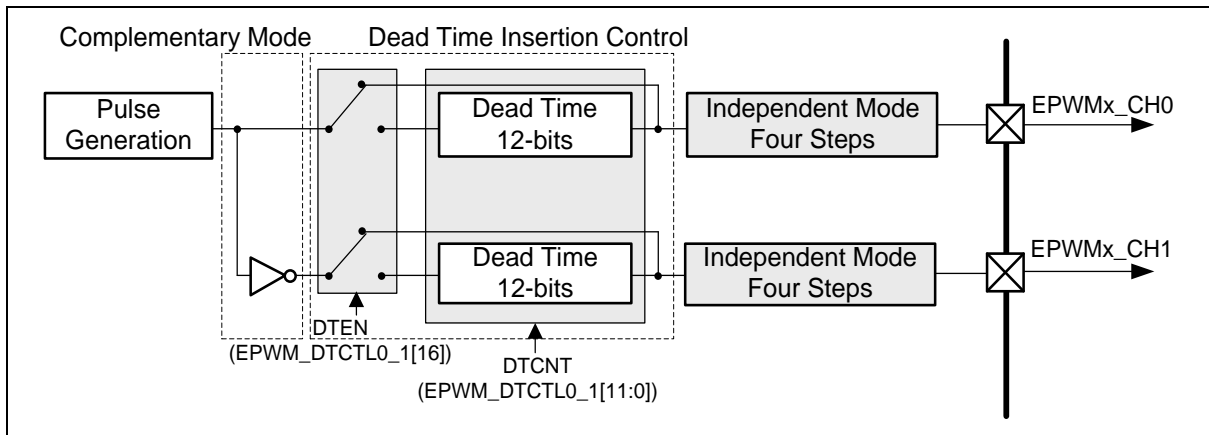 Complementary Mode
Dead Time Insertion Control
Pulse
Generation
Dead Time
12-bits
Independent Mode
Four Steps
EPWMx_CH0
Dead Time
12-bits
Independent Mode
Four Steps
EPWMx_CH1
DTEN
(EPWM_DTCTL0_1[16])
DTCNT
(EPWM_DTCTL0_1[11:0])